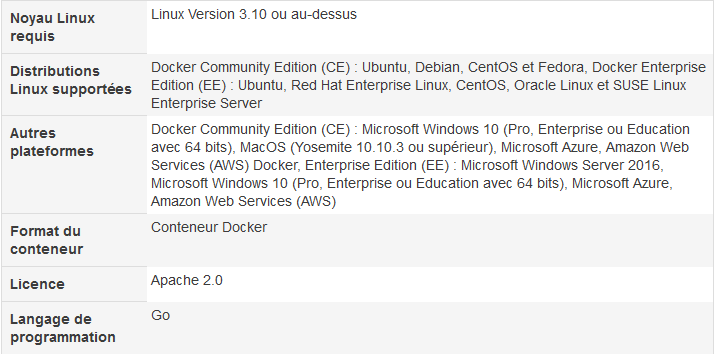 Noyau Linux
requis
Linux Version 3.10 ou au-dessus
Distributions
Linux supportées
Docker Community Edition (CE) : Ubuntu, Debian, CentOS et Fedora, Docker Enterprise
Edition (EE) : Ubuntu, Red Hat Enterprise Linux, CentOS, Oracle Linux et SUSE Linux
Enterprise Server
Autres
plateformes
Docker Community Edition (CE) : Microsoft Windows 10 (Pro, Enterprise ou Education
avec 64 bits), MacOS (Yosemite 10.10.3 ou supérieur), Microsoft Azure, Amazon Web
Services (AWS) Docker, Enterprise Edition (EE) : Microsoft Windows Server 2016,
Microsoft Windows 10 (Pro, Enterprise ou Education avec 64 bits), Microsoft Azure,
Amazon Web Services (AWS)
Format du
conteneur
Conteneur Docker
Licence
Apache 2.0
Langage de
programmation
Go